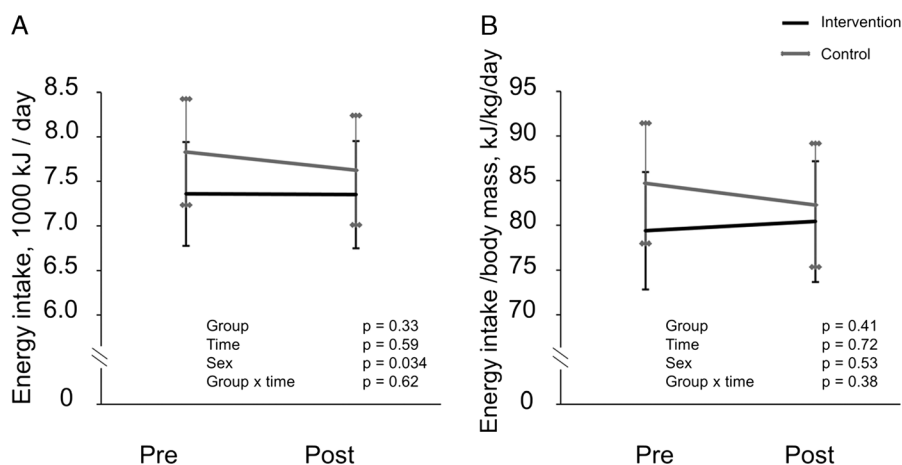 A
Energy intake, 1000 kJ / day
8.5
8.0
7.5
7.0
6.5
6.0
0
Group p = 0.33
Time p = 0.59
Sex p = 0.034
Group x time p = 0.62
Pre Post
B
Intervention
Control
Energy intake /body mass, kJ/kg/day
95
90
85
80
75
70
0
Group p = 0.41
Time p = 0.72
Sex p = 0.53
Group x time p = 0.38
Pre Post